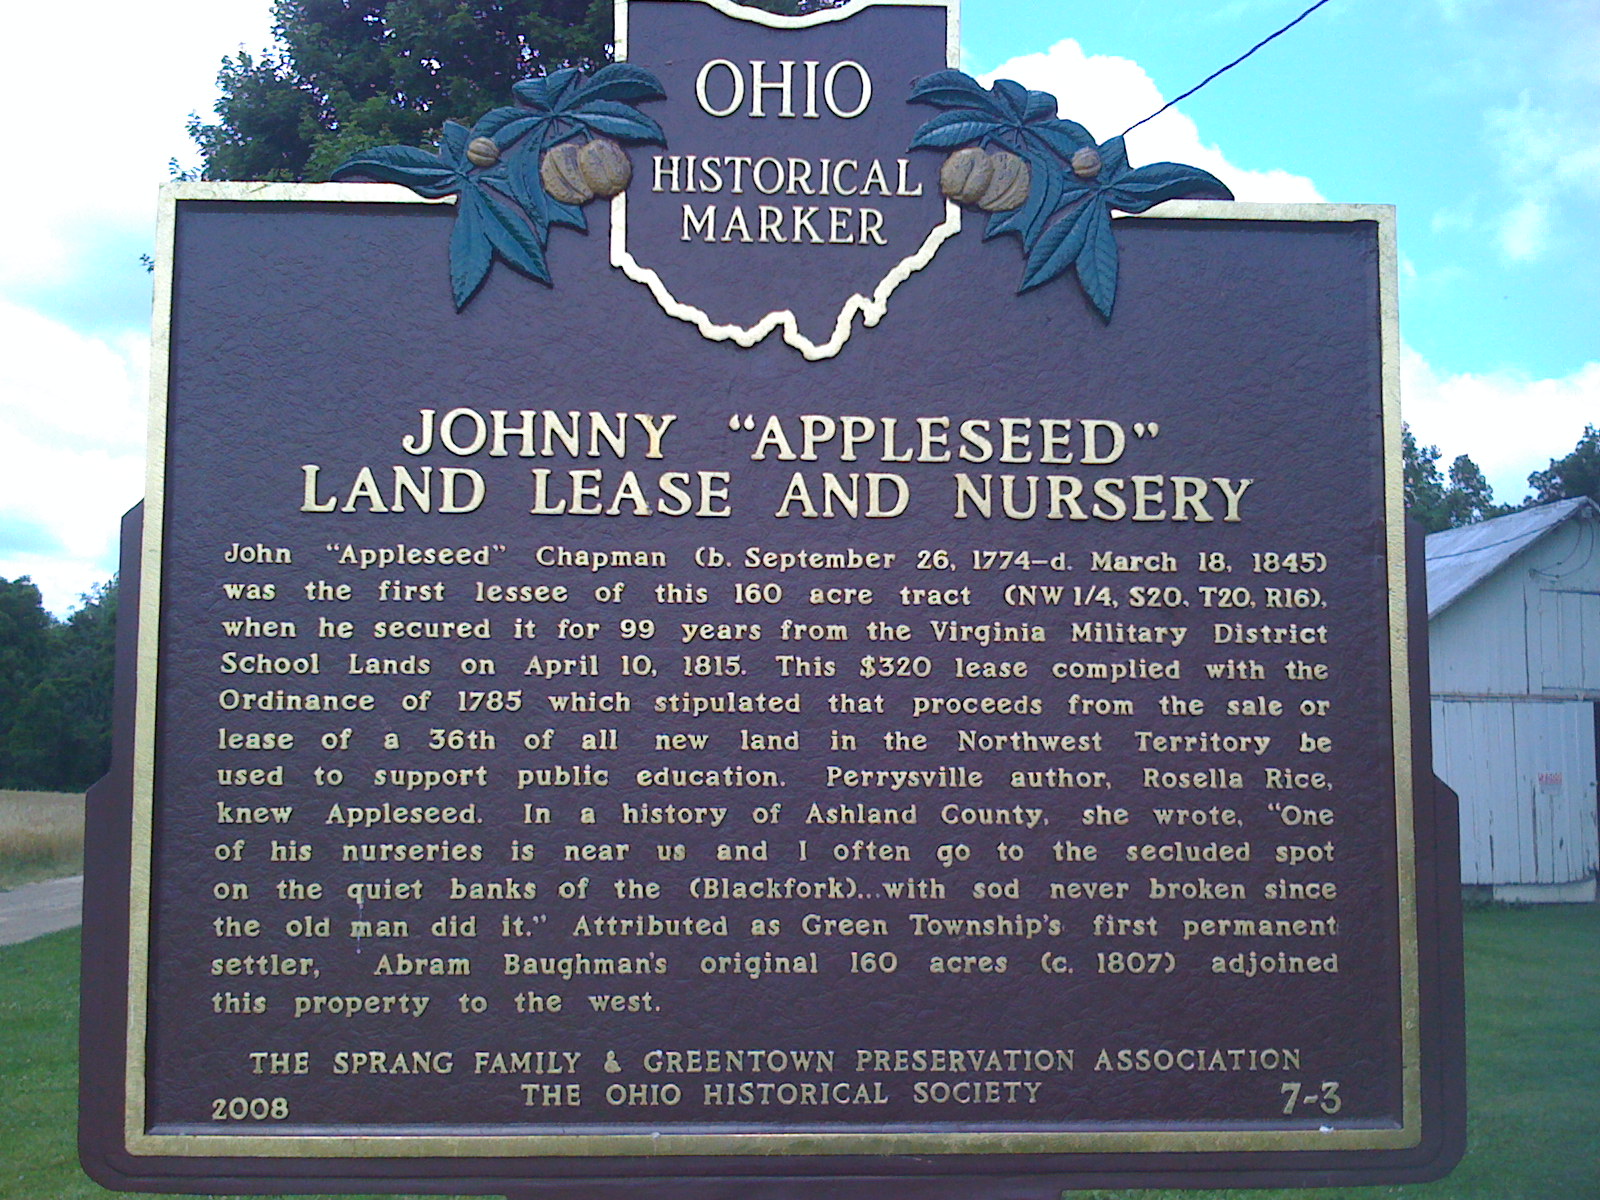 OHIO
HISTORICAL
MARKER
JOHNNY "APPLESEED"
LAND LEASE AND NURSERY
John "Appleseed" Chapman (b. September 26, 1774–d. March 18, 1845)
was the first lessee of this 160 acre tract (NW 1/4, S20, T20, R16),
when he secured it for 99 years from the Virginia Military District
School Lands on April 10, 1815. This $320 lease complied with the
Ordinance of 1785 which stipulated that proceeds from the sale or
lease of a 36th of all new land in the Northwest Territory be
used to support public education. Perrysville author, Rosella Rice,
knew Appleseed. In a history of Ashland County, she wrote, "One
of his nurseries is near us and I often go to the secluded spot
on the quiet banks of the (Blackfork)...with sod never broken since
the old man did it." Attributed as Green Township's first permanent
settler, Abram Baughman's original 160 acres (c. 1807) adjoined
this property to the west.
THE SPRANG FAMILY & GREENTOWN PRESERVATION ASSOCIATION
THE OHIO HISTORICAL SOCIETY
2008 7-3